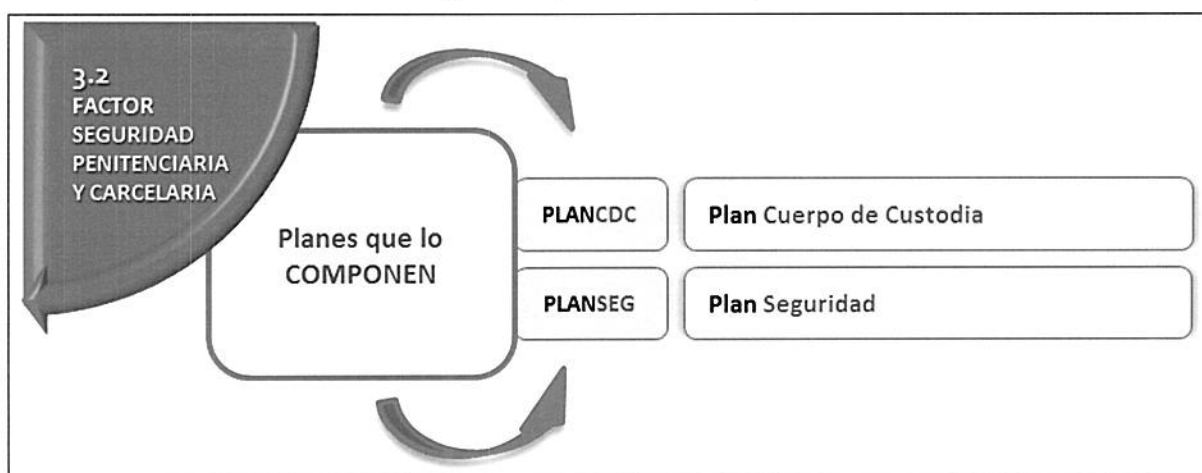 3.2
FACTOR
SEGURIDAD
PENITENCIARIA
Y CARCELARIA
Planes que lo
COMPONEN
PLANCDC
Plan Cuerpo de Custodia
PLANSEG
Plan Seguridad